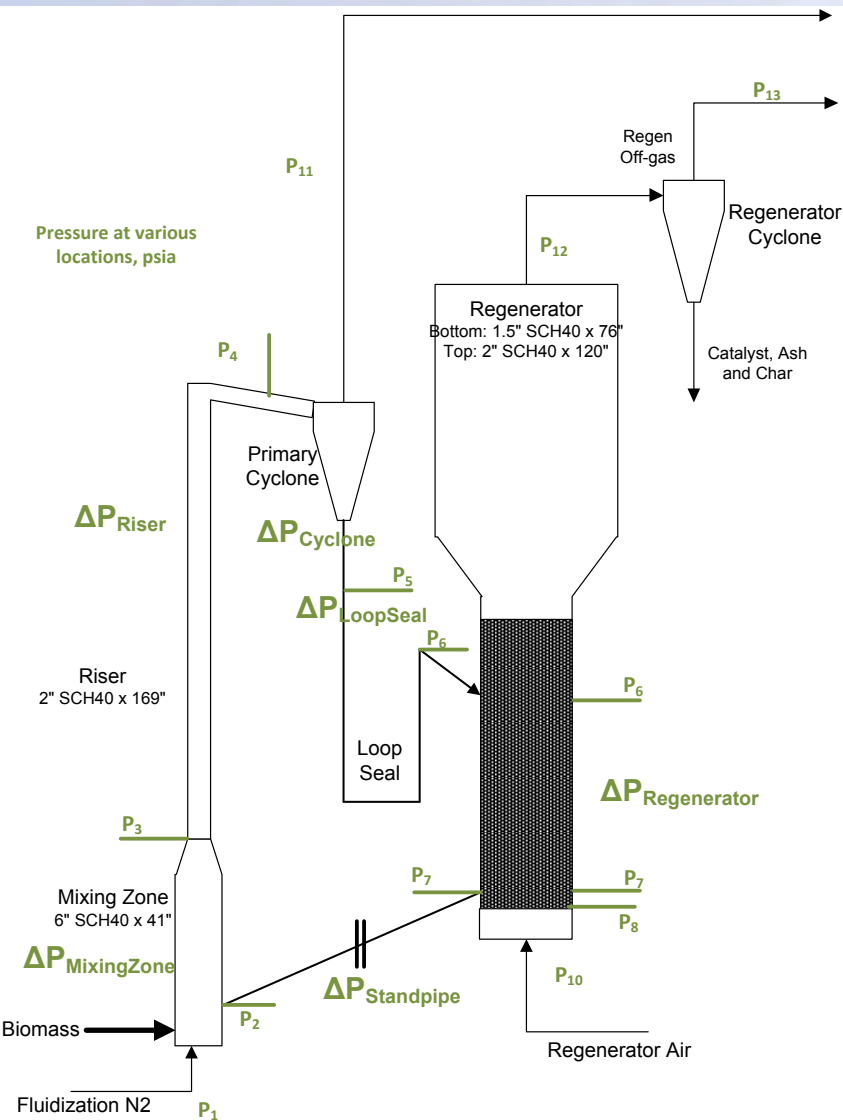 P13
Regen
Off-gas
P11
Regenerator
Cyclone
Pressure at various
locations, psia
P12
Regenerator
Bottom: 1.5" SCH40 x 76"
Top: 2" SCH40 x 120"
P4
Catalyst, Ash
and Char
Primary
Cyclone
ΔPRiser
ΔPCyclone
P5
ΔPLoopSeal
P6
Riser
2" SCH40 x 169"
P6
Loop
Seal
ΔPRegenerator
P3
P7
P7
Mixing Zone
6" SCH40 x 41"
P8
ΔPMixingZone
ΔPStandpipe
P10
P2
Biomass
Regenerator Air
Fluidization N2
P1